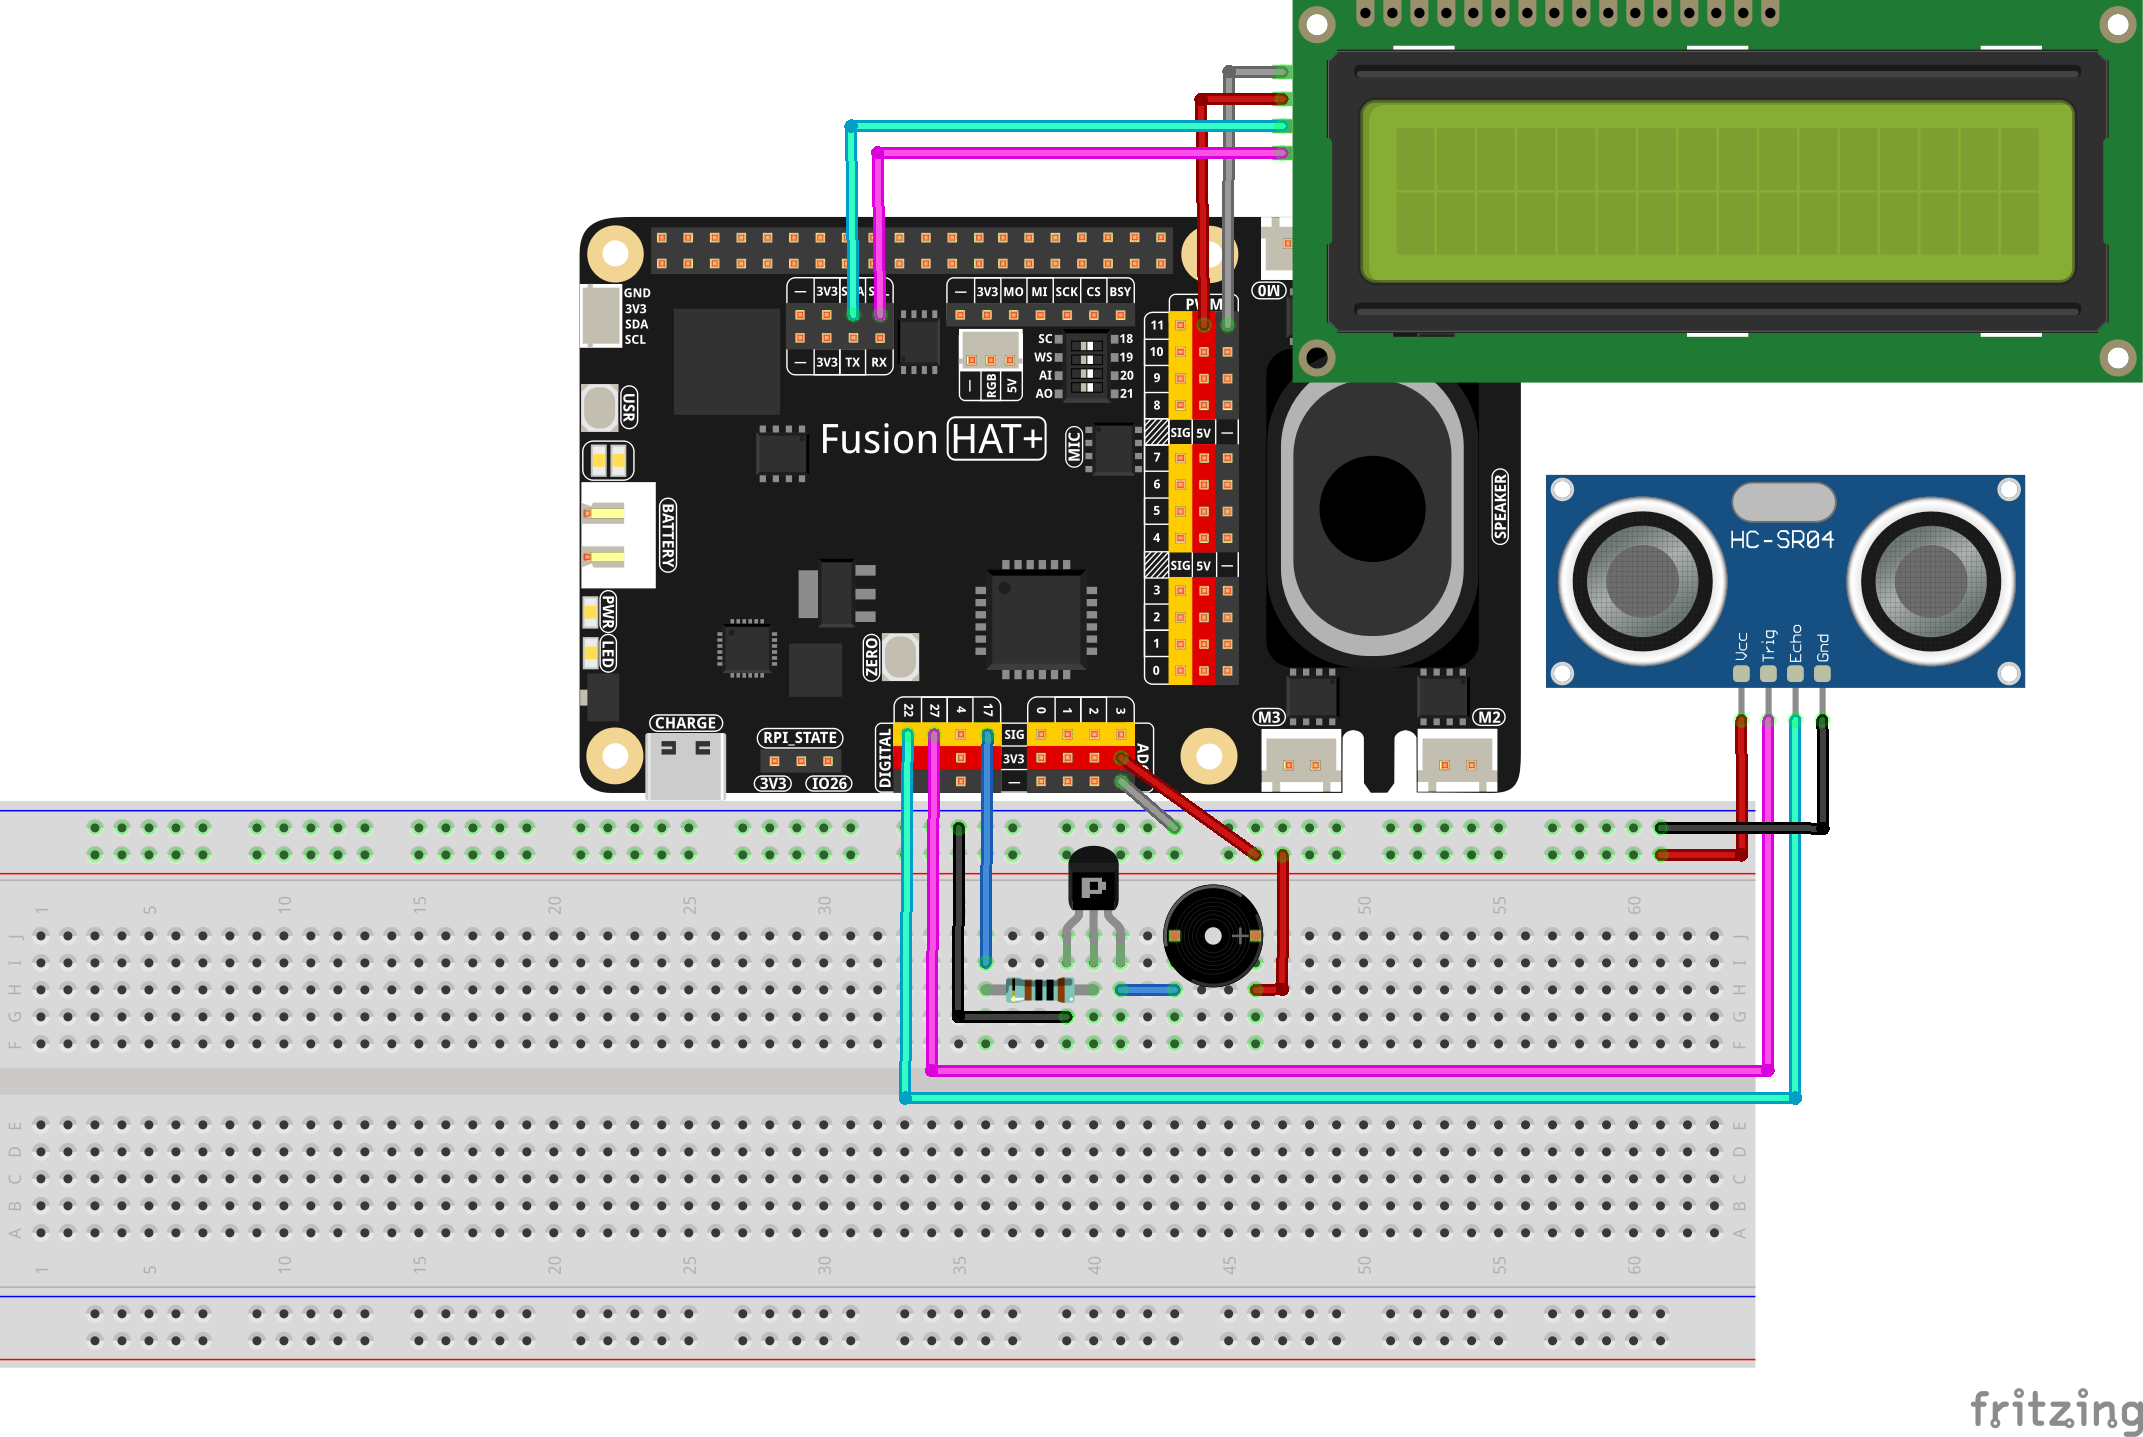 GND
3V3
SDA
SCL
— 3V3 SDA SCL
— 3V3 TX RX
— 3V3 MO MI SCK CS BSY
— RGB 5V
SC 18
WS 19
AI 20
AO 21
PWM
11
10
9
8
SIG 5V —
7
6
5
4
SIG 5V —
3
2
1
0
M0
USR
Fusion HAT+
MIC
BATTERY
SPEAKER
PWR
LED
ZERO
CHARGE
RPI_STATE
3V3 IO26
DIGITAL
22 27 4 17
SIG
3V3
—
0 1 2 3
M3
M2
HC-SR04
Vcc
Trig
Echo
Gnd
P
+
1 5 10 15 20 25 30 50 55 60
J J
I I
H H
G G
F F
E E
D D
C C
B B
A A
1 5 10 15 20 25 30 35 40 45 50 55 60
fritzing